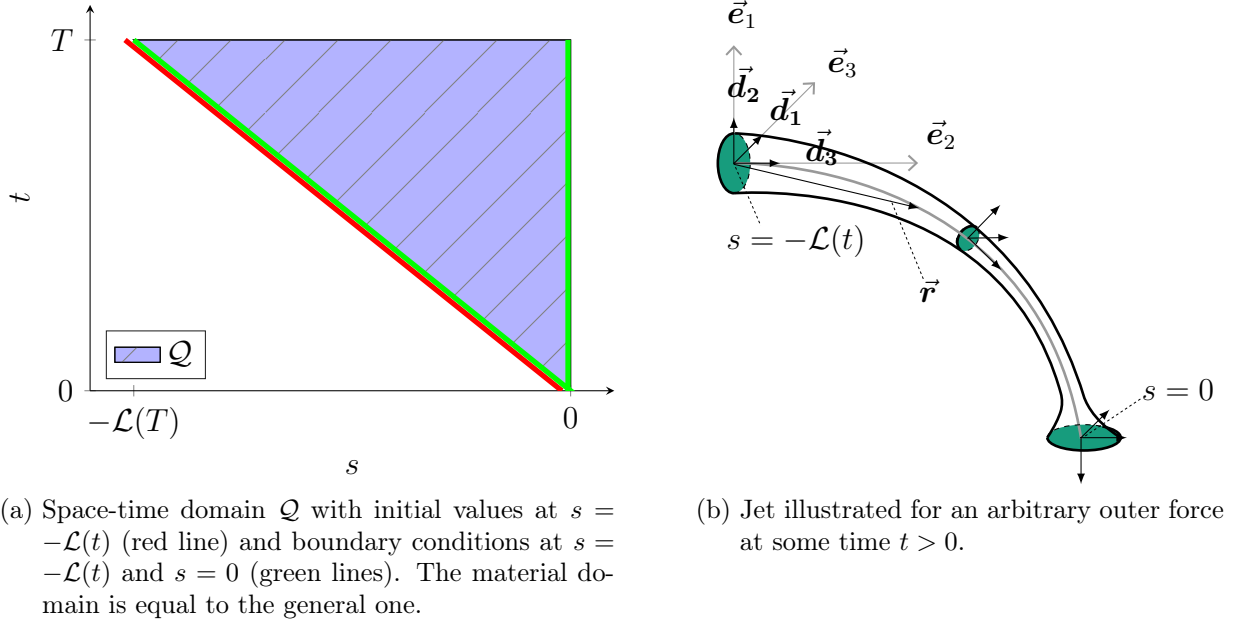 T
t
0
𝒬
−ℒ(T)
0
s
e⃗₁
e⃗₃
d⃗₂
d⃗₁
e⃗₂
d⃗₃
s = −ℒ(t)
r⃗
s = 0
(a) Space-time domain 𝒬 with initial values at s =
−ℒ(t) (red line) and boundary conditions at s =
−ℒ(t) and s = 0 (green lines). The material do-
main is equal to the general one.
(b) Jet illustrated for an arbitrary outer force
at some time t > 0.